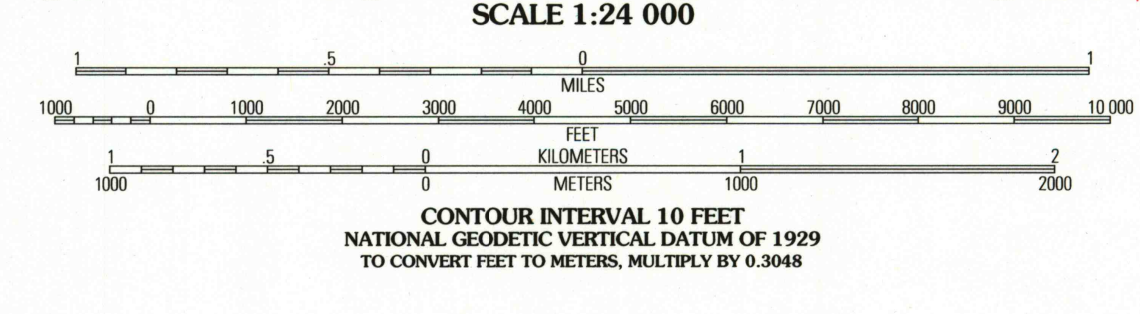 SCALE 1:24 000
1 .5 0 1
MILES
1000 0 1000 2000 3000 4000 5000 6000 7000 8000 9000 10 000
FEET
1 .5 0 KILOMETERS 1 2
1000 0 METERS 1000 2000
CONTOUR INTERVAL 10 FEET
NATIONAL GEODETIC VERTICAL DATUM OF 1929
TO CONVERT FEET TO METERS, MULTIPLY BY 0.3048